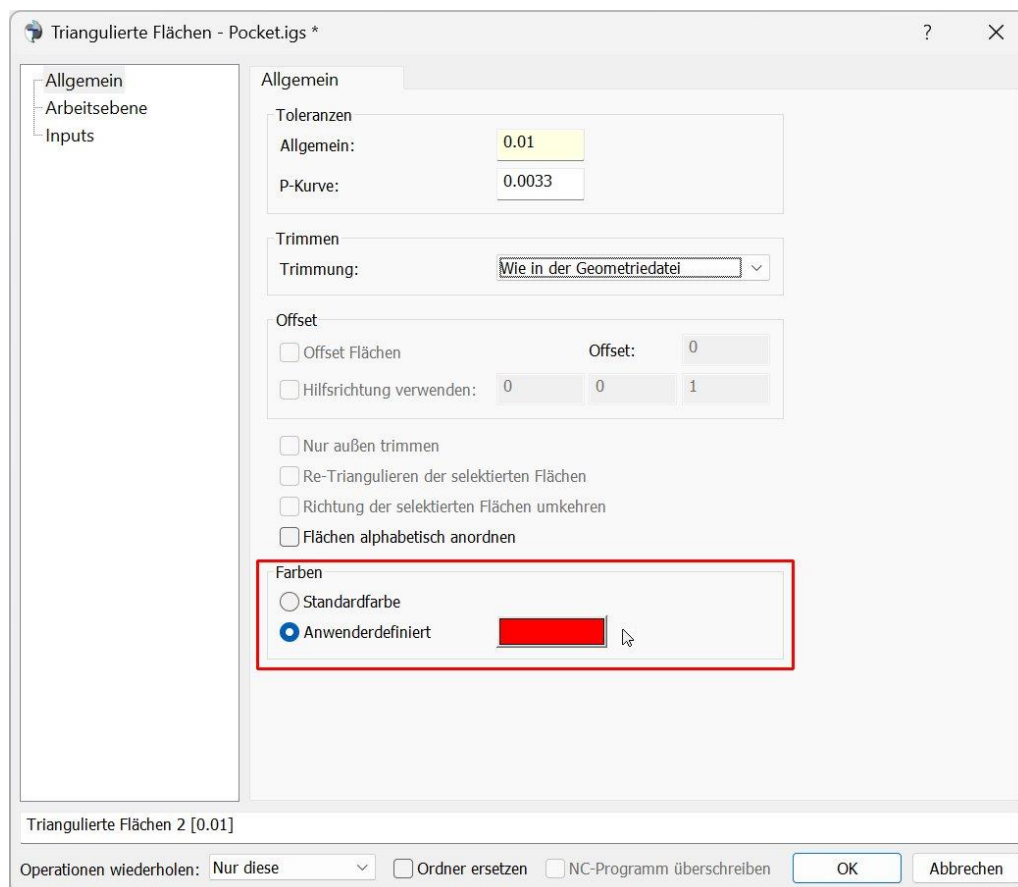 Triangulierte Flächen - Pocket.igs *
?
Allgemein
Arbeitsebene
Inputs
Allgemein
Toleranzen
Allgemein: 0.01
P-Kurve: 0.0033
Trimmen
Trimmung: Wie in der Geometriedatei
Offset
Offset Flächen Offset: 0
Hilfsrichtung verwenden: 0 0 1
Nur außen trimmen
Re-Triangulieren der selektierten Flächen
Richtung der selektierten Flächen umkehren
Flächen alphabetisch anordnen
Farben
Standardfarbe
Anwenderdefiniert
Triangulierte Flächen 2 [0.01]
Operationen wiederholen: Nur diese Ordner ersetzen NC-Programm überschreiben OK Abbrechen